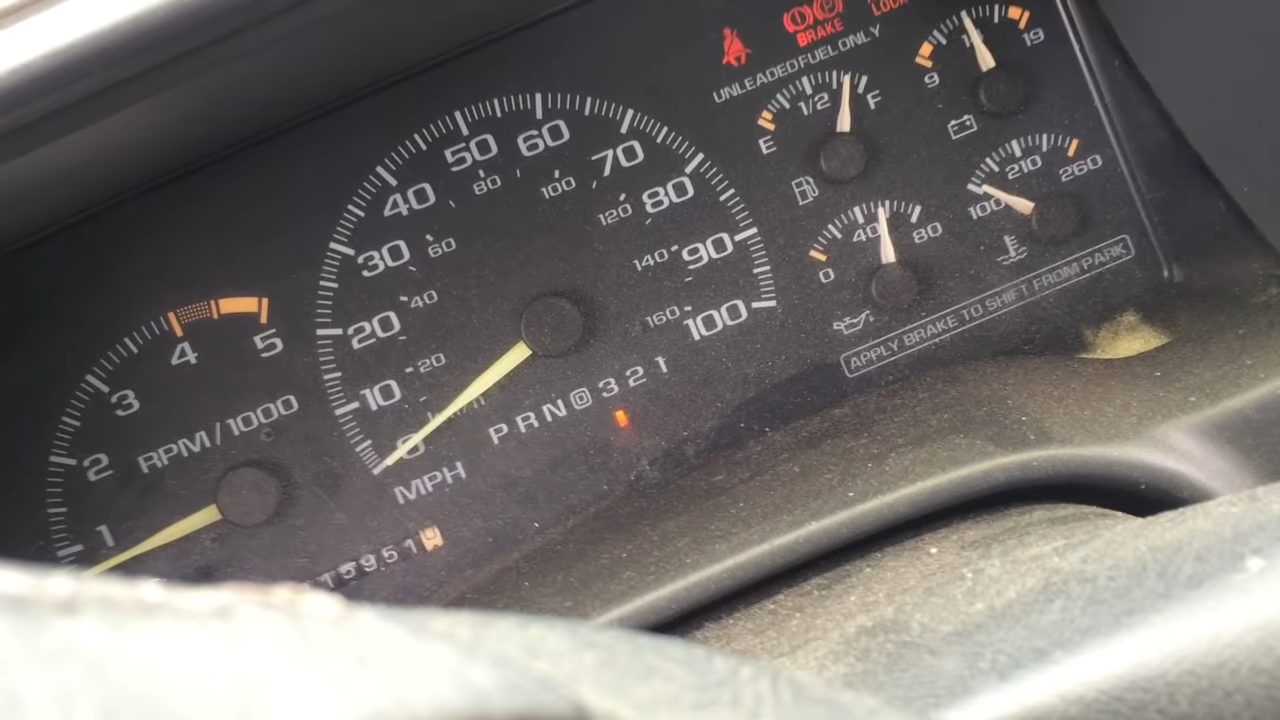 BRAKE
LOCK
UNLEADED FUEL ONLY
E 1/2 F
9 19
0 40 80
100 210 260
APPLY BRAKE TO SHIFT FROM PARK
0 10 20 30 40 50 60 70 80 90 100
20 40 60 80 100 120 140 160
MPH
P R N D 3 2 1
1 2 3 4 5
RPM/1000
15951